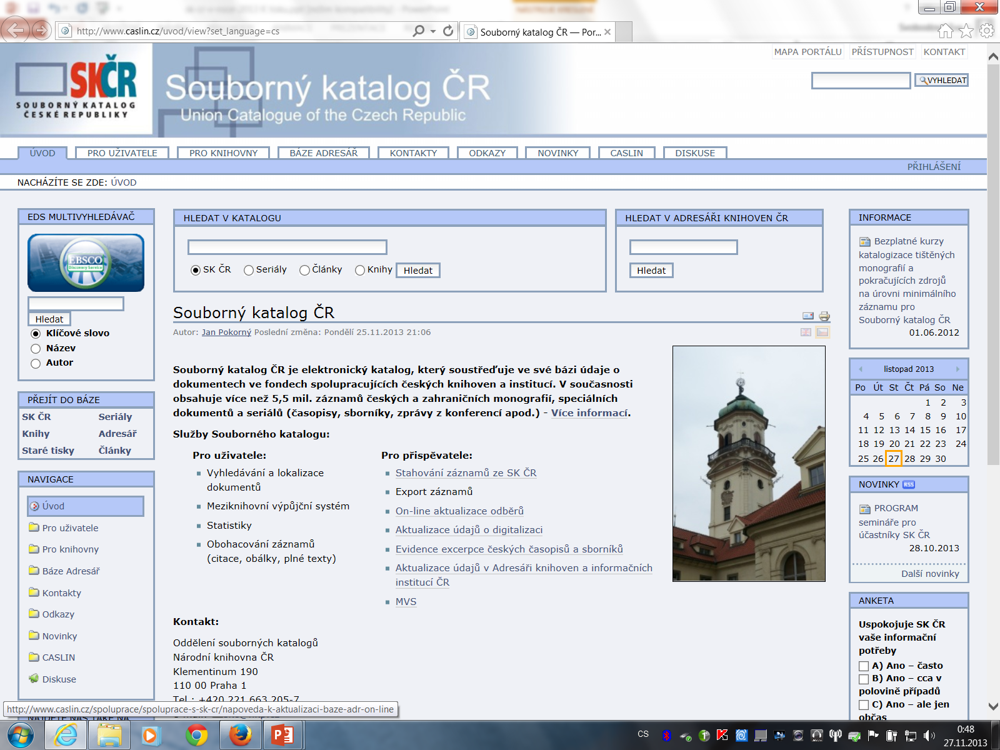 http://www.caslin.cz/uvod/view?set_language=cs
Souborný katalog ČR — Por...
SKČR
SOUBORNÝ KATALOG
ČESKÉ REPUBLIKY
Souborný katalog ČR
Union Catalogue of the Czech Republic
MAPA PORTÁLU PŘÍSTUPNOST KONTAKT
VYHLEDAT
ÚVOD PRO UŽIVATELE PRO KNIHOVNY BÁZE ADRESÁŘ KONTAKTY ODKAZY NOVINKY CASLIN DISKUSE
PŘIHLÁŠENÍ
NACHÁZÍTE SE ZDE: ÚVOD
EDS MULTIVYHLEDÁVAČ
EBSCO
Discovery Service
Hledat
Klíčové slovo
Název
Autor
PŘEJÍT DO BÁZE
SK ČR Seriály
Knihy Adresář
Staré tisky Články
NAVIGACE
Úvod
Pro uživatele
Pro knihovny
Báze Adresář
Kontakty
Odkazy
Novinky
CASLIN
Diskuse
HLEDAT V KATALOGU
SK ČR Seriály Články Knihy Hledat
HLEDAT V ADRESÁŘI KNIHOVEN ČR
Hledat
Souborný katalog ČR
Autor: Jan Pokorný Poslední změna: Pondělí 25.11.2013 21:06
Souborný katalog ČR je elektronický katalog, který soustřeďuje ve své bázi údaje o
dokumentech ve fondech spolupracujících českých knihoven a institucí. V současnosti
obsahuje více než 5,5 mil. záznamů českých a zahraničních monografií, speciálních
dokumentů a seriálů (časopisy, sborníky, zprávy z konferencí apod.) - Více informací.
Služby Souborného katalogu:
Pro uživatele:
Vyhledávání a lokalizace
dokumentů
Meziknihovní výpůjční systém
Statistiky
Obohacování záznamů
(citace, obálky, plné texty)
Pro přispěvatele:
Stahování záznamů ze SK ČR
Export záznamů
On-line aktualizace odběrů
Aktualizace údajů o digitalizaci
Evidence excerpce českých časopisů a sborníků
Aktualizace údajů v Adresáři knihoven a informačních
institucí ČR
MVS
Kontakt:
Oddělení souborných katalogů
Národní knihovna ČR
Klementinum 190
110 00 Praha 1
Tel.: +420 221 663 205-7
INFORMACE
Bezplatné kurzy
katalogizace tištěných
monografií a
pokračujících zdrojů
na úrovni minimálního
záznamu pro
Souborný katalog ČR
01.06.2012
listopad 2013
Po Út St Čt Pá So Ne
1 2 3
4 5 6 7 8 9 10
11 12 13 14 15 16 17
18 19 20 21 22 23 24
25 26 27 28 29 30
NOVINKY RSS
PROGRAM
semináře pro
účastníky SK ČR
28.10.2013
Další novinky
ANKETA
Uspokojuje SK ČR
vaše informační
potřeby
A) Ano – často
B) Ano – cca v
polovině případů
C) Ano – ale jen
občas
http://www.caslin.cz/spoluprace/spoluprace-s-sk-cr/napoveda-k-aktualizaci-baze-adr-on-line
CS
0:48
27.11.2013